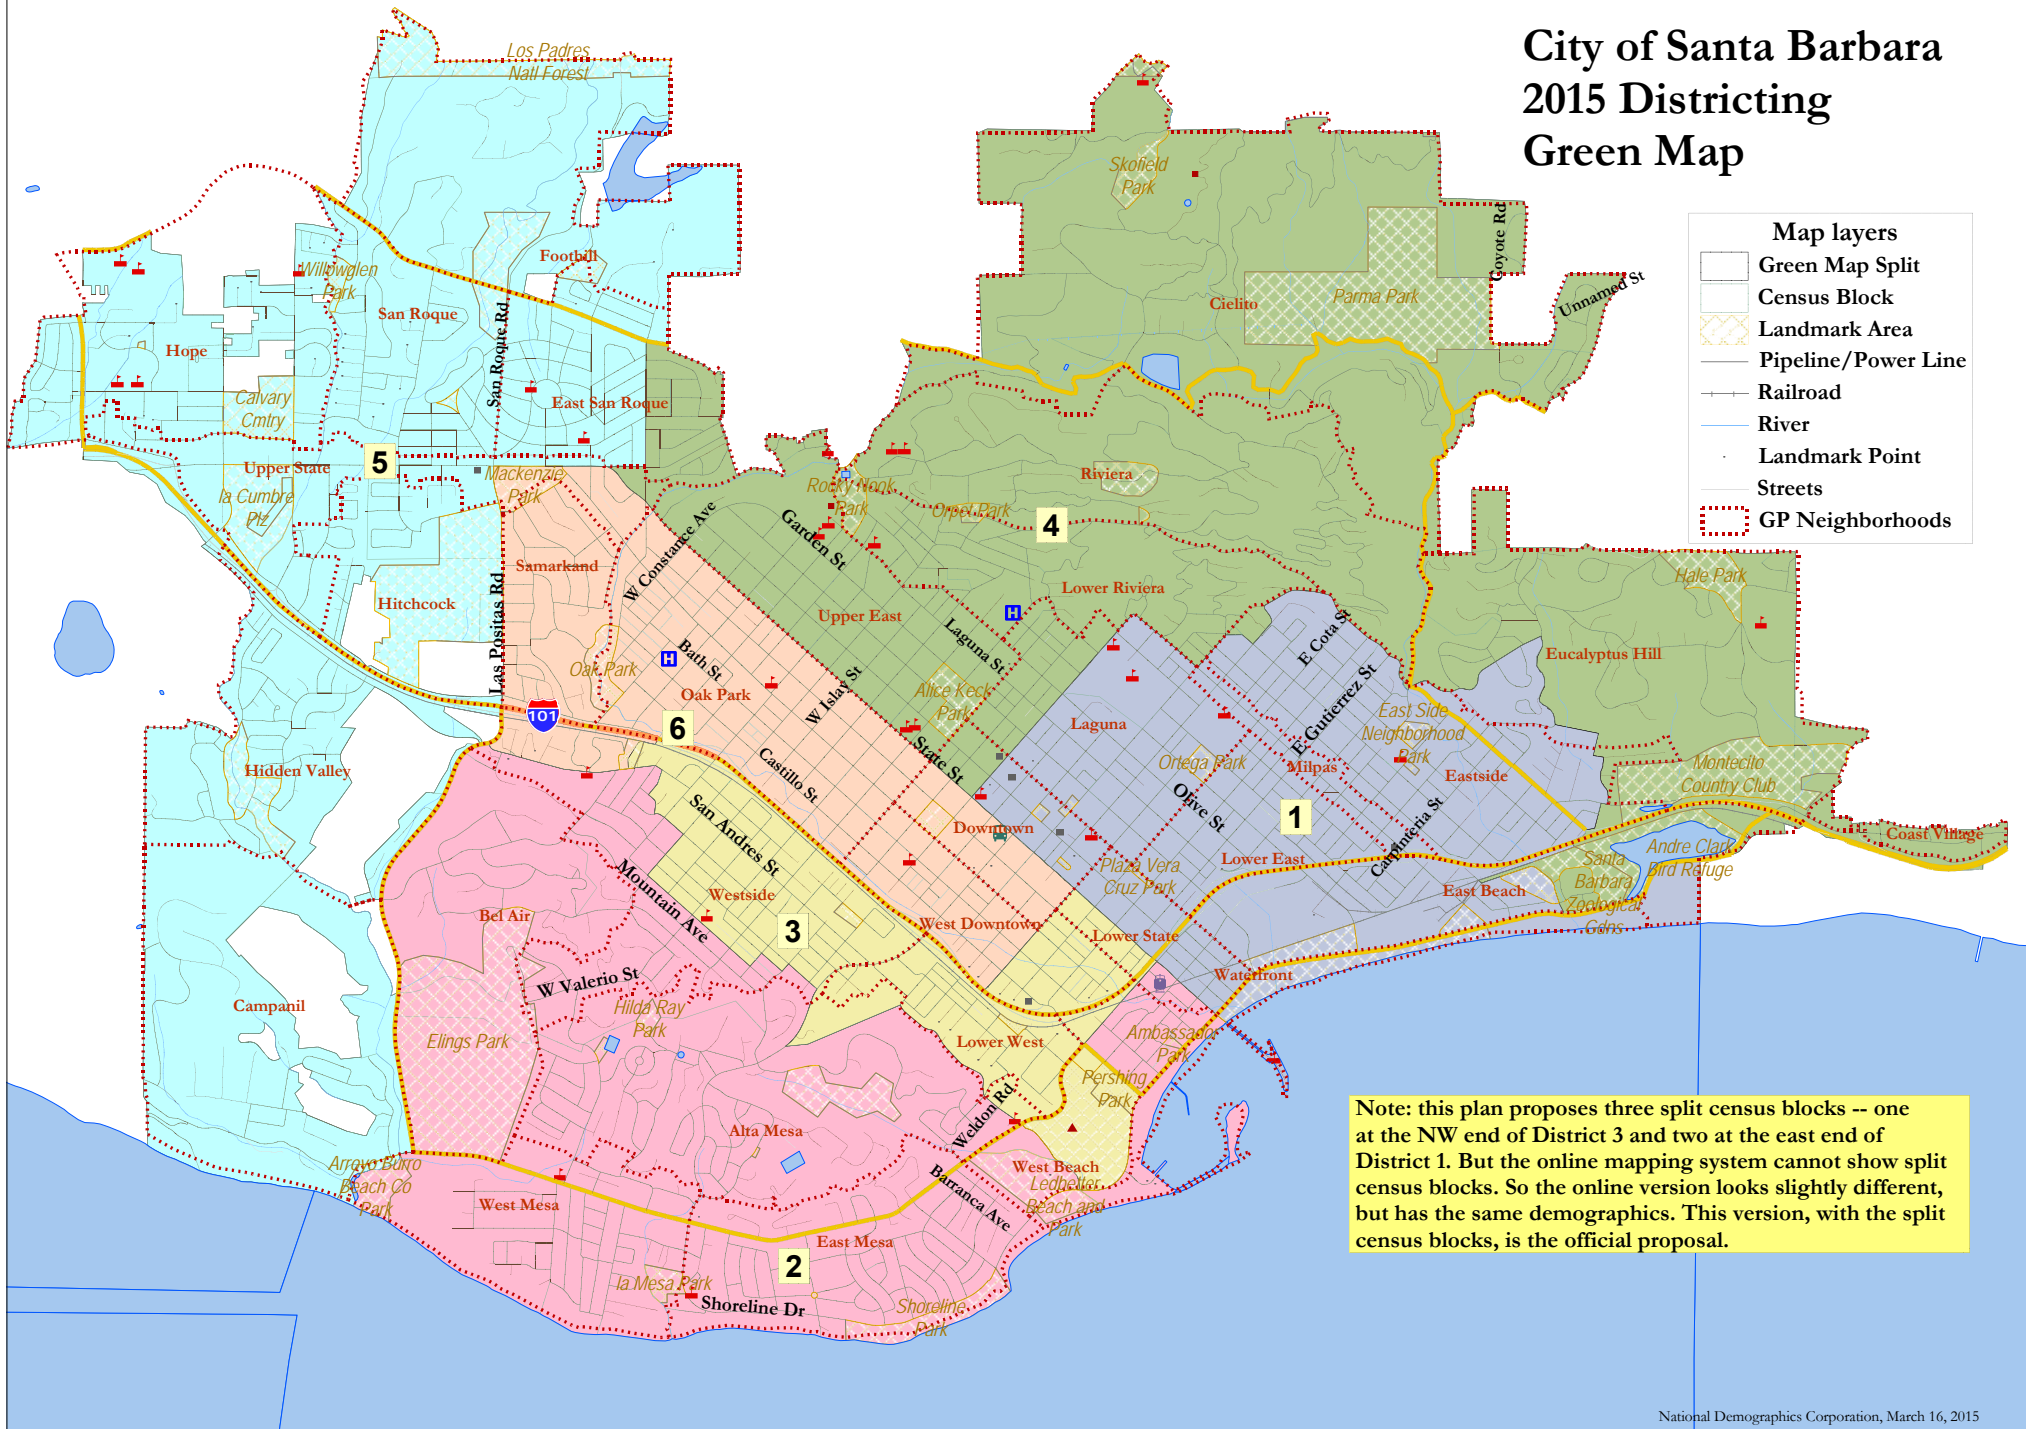 City of Santa Barbara
2015 Districting
Green Map
Map layers
Green Map Split
Census Block
Landmark Area
Pipeline/Power Line
Railroad
River
Landmark Point
Streets
GP Neighborhoods
Los Padres
Natl Forest
Skofield
Park
Coyote Rd
Unnamed St
Foothill
Willowglen
Park
San Roque
San Roque Rd
Cielito
Parma Park
Hope
Calvary
Cmtry
East San Roque
5
Upper State
la Cumbre
Plz
Mackenzie
Park
Rocky Nook
Park
Riviera
Orpet Park
4
Garden St
W Constance Ave
Samarkand
Hitchcock
Las Positas Rd
Upper East
Lower Riviera
Laguna St
H
E Cota St
Hale Park
Eucalyptus Hill
Oak Park
H
Bath St
Oak Park
W Islay St
Alice Keck
Park
Laguna
E Gutierrez St
East Side
Neighborhood
Park
101
6
State St
Ortega Park
Milpas
Eastside
Montecito
Country Club
Hidden Valley
Castillo St
Olive St
1
Carpinteria St
San Andres St
Downtown
Coast Village
Mountain Ave
Westside
Plaza Vera
Cruz Park
Lower East
East Beach
Santa
Barbara
Zoological
Gdns
Andre Clark
Bird Refuge
Bel Air
3
West Downtown
Lower State
Waterfront
W Valerio St
Campanil
Elings Park
Hilda Ray
Park
Lower West
Ambassador
Park
Pershing
Park
Weldon Rd
Alta Mesa
Arroyo Burro
Beach Co
Park
West Beach
Ledbetter
Beach and
Park
Barranca Ave
West Mesa
East Mesa
2
la Mesa Park
Shoreline Dr
Shoreline
Park
Note: this plan proposes three split census blocks -- one
at the NW end of District 3 and two at the east end of
District 1. But the online mapping system cannot show split
census blocks. So the online version looks slightly different,
but has the same demographics. This version, with the split
census blocks, is the official proposal.
National Demographics Corporation, March 16, 2015